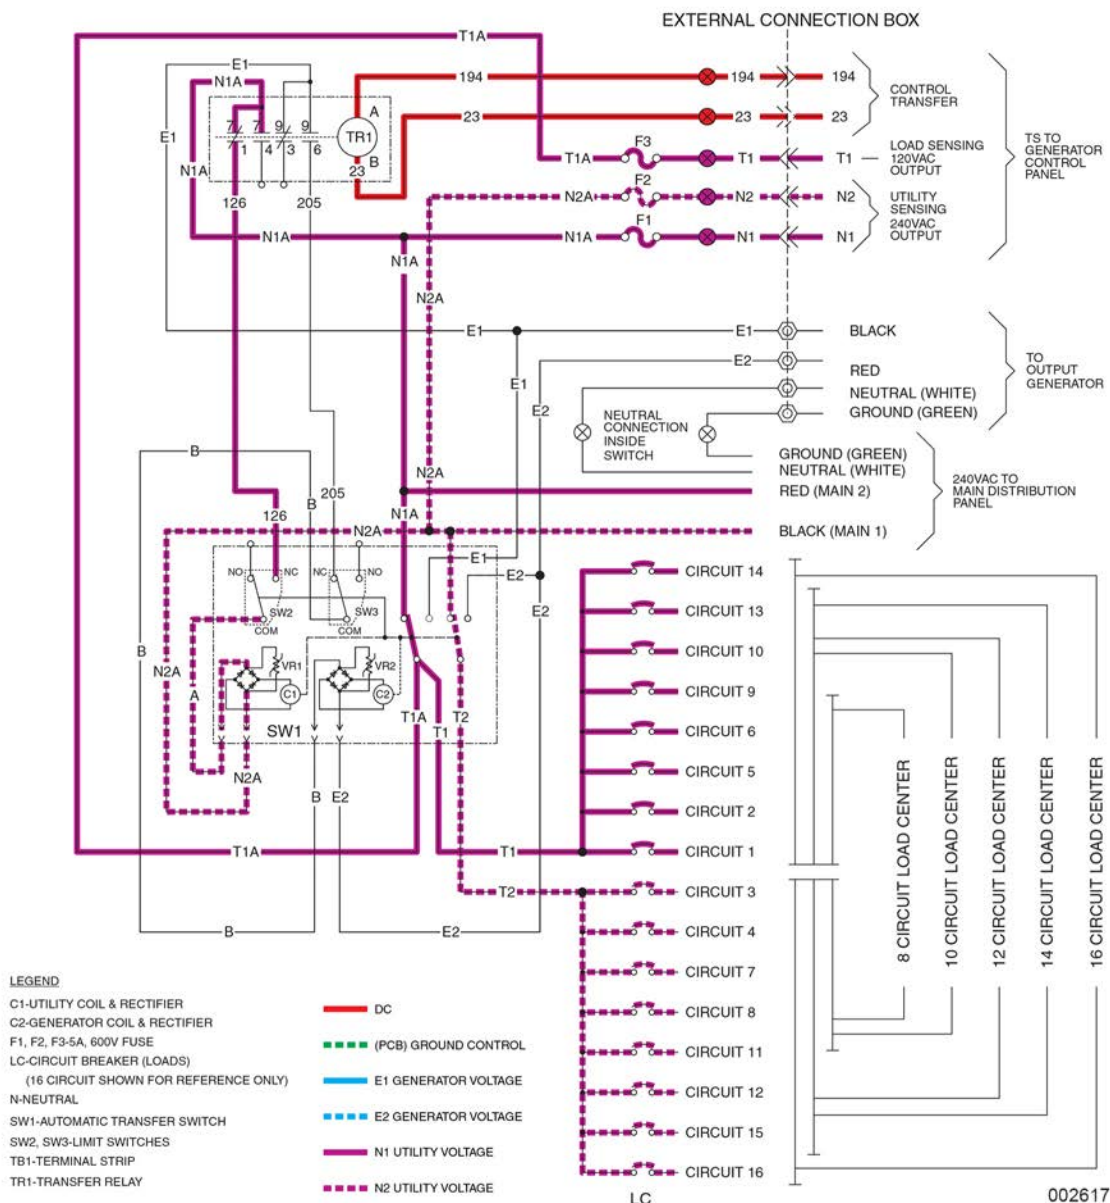 EXTERNAL CONNECTION BOX
T1A
E1
N1A
194
194
194
CONTROL
TRANSFER
A
7
7
9
9
TR1
23
23
23
E1
1
4
3
6
B
23
F3
T1A
T1
T1
LOAD SENSING
120VAC
OUTPUT
TS TO
GENERATOR
CONTROL
PANEL
N1A
126
205
F2
N2A
N2
N2
UTILITY
SENSING
240VAC
OUTPUT
F1
N1A
N1A
N1
N1
N1A
N2A
E1
E1
BLACK
E2
RED
TO
OUTPUT
GENERATOR
E1
E2
NEUTRAL (WHITE)
GROUND (GREEN)
NEUTRAL
CONNECTION
INSIDE
SWITCH
B
GROUND (GREEN)
NEUTRAL (WHITE)
N2A
RED (MAIN 2)
240VAC TO
MAIN DISTRIBUTION
PANEL
205
B
N1A
126
N2A
BLACK (MAIN 1)
E1
E2
E2
NO
NC
NC
NO
SW2
SW3
COM
COM
B
N2A
A
VR1
VR2
C1
C2
T1A
T2
T1
SW1
N2A
B
E2
T1A
T1
T2
B
E2
CIRCUIT 14
CIRCUIT 13
CIRCUIT 10
CIRCUIT 9
CIRCUIT 6
CIRCUIT 5
CIRCUIT 2
CIRCUIT 1
CIRCUIT 3
CIRCUIT 4
CIRCUIT 7
CIRCUIT 8
CIRCUIT 11
CIRCUIT 12
CIRCUIT 15
CIRCUIT 16
LC
8 CIRCUIT LOAD CENTER
10 CIRCUIT LOAD CENTER
12 CIRCUIT LOAD CENTER
14 CIRCUIT LOAD CENTER
16 CIRCUIT LOAD CENTER
LEGEND
C1-UTILITY COIL & RECTIFIER
C2-GENERATOR COIL & RECTIFIER
F1, F2, F3-5A, 600V FUSE
LC-CIRCUIT BREAKER (LOADS)
(16 CIRCUIT SHOWN FOR REFERENCE ONLY)
N-NEUTRAL
SW1-AUTOMATIC TRANSFER SWITCH
SW2, SW3-LIMIT SWITCHES
TB1-TERMINAL STRIP
TR1-TRANSFER RELAY
DC
(PCB) GROUND CONTROL
E1 GENERATOR VOLTAGE
E2 GENERATOR VOLTAGE
N1 UTILITY VOLTAGE
N2 UTILITY VOLTAGE
002617